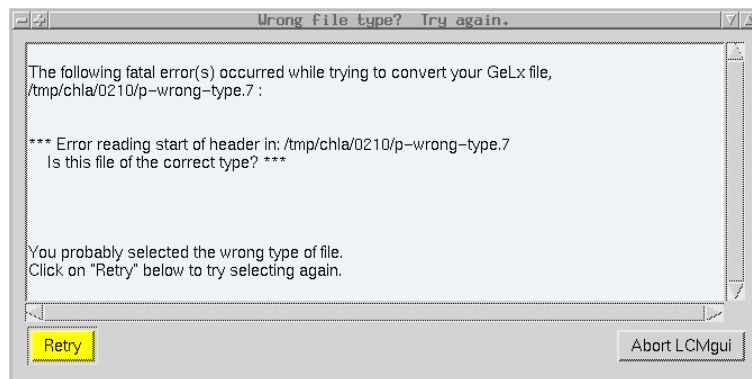 Wrong file type?  Try again.
The following fatal error(s) occurred while trying to convert your GeLx file,
/tmp/chla/0210/p-wrong-type.7 :
*** Error reading start of header in: /tmp/chla/0210/p-wrong-type.7
Is this file of the correct type? ***
You probably selected the wrong type of file.
Click on "Retry" below to try selecting again.
Retry
Abort LCMgui